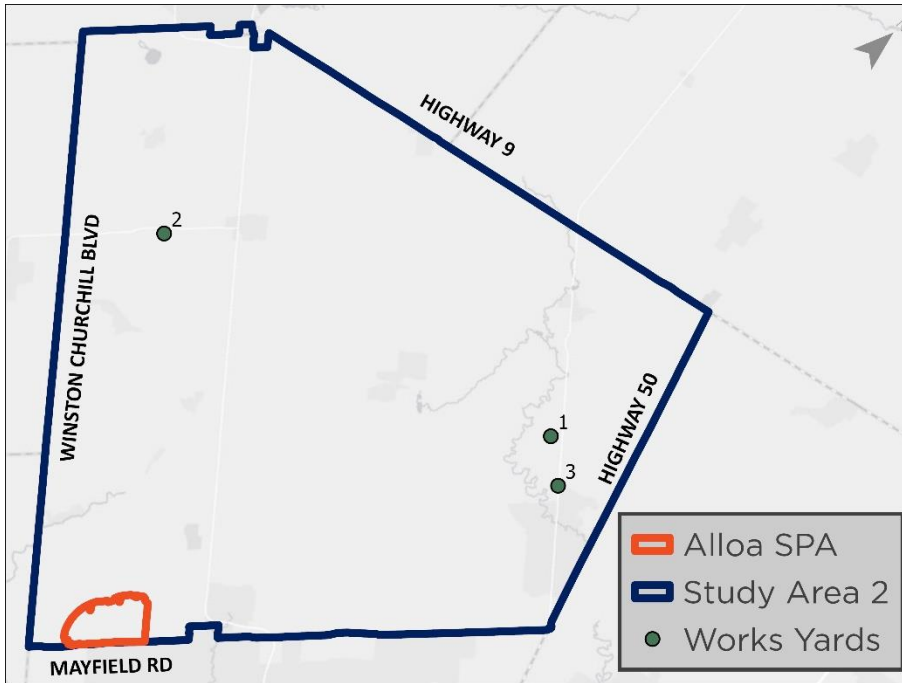 HIGHWAY 9
2
WINSTON CHURCHILL BLVD
1
HIGHWAY 50
3
Alloa SPA
Study Area 2
Works Yards
MAYFIELD RD